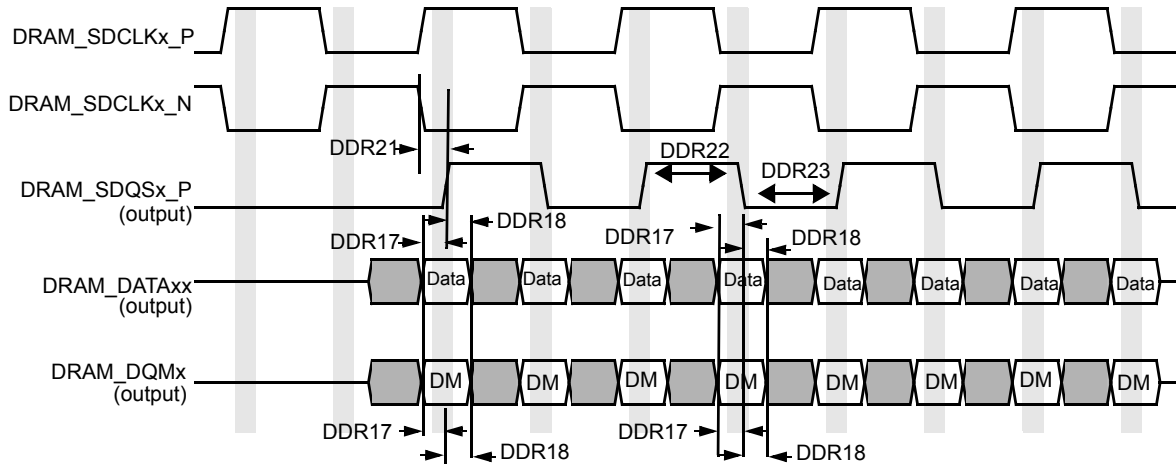 DRAM_SDCLKx_P
DRAM_SDCLKx_N
DDR21
DDR22
DDR23
DRAM_SDQSx_P
(output)
DDR18
DDR17
DDR17
DDR18
DRAM_DATAxx
(output)
Data
Data
Data
Data
Data
Data
Data
Data
DRAM_DQMx
(output)
DM
DM
DM
DM
DM
DM
DM
DM
DDR17
DDR18
DDR17
DDR18